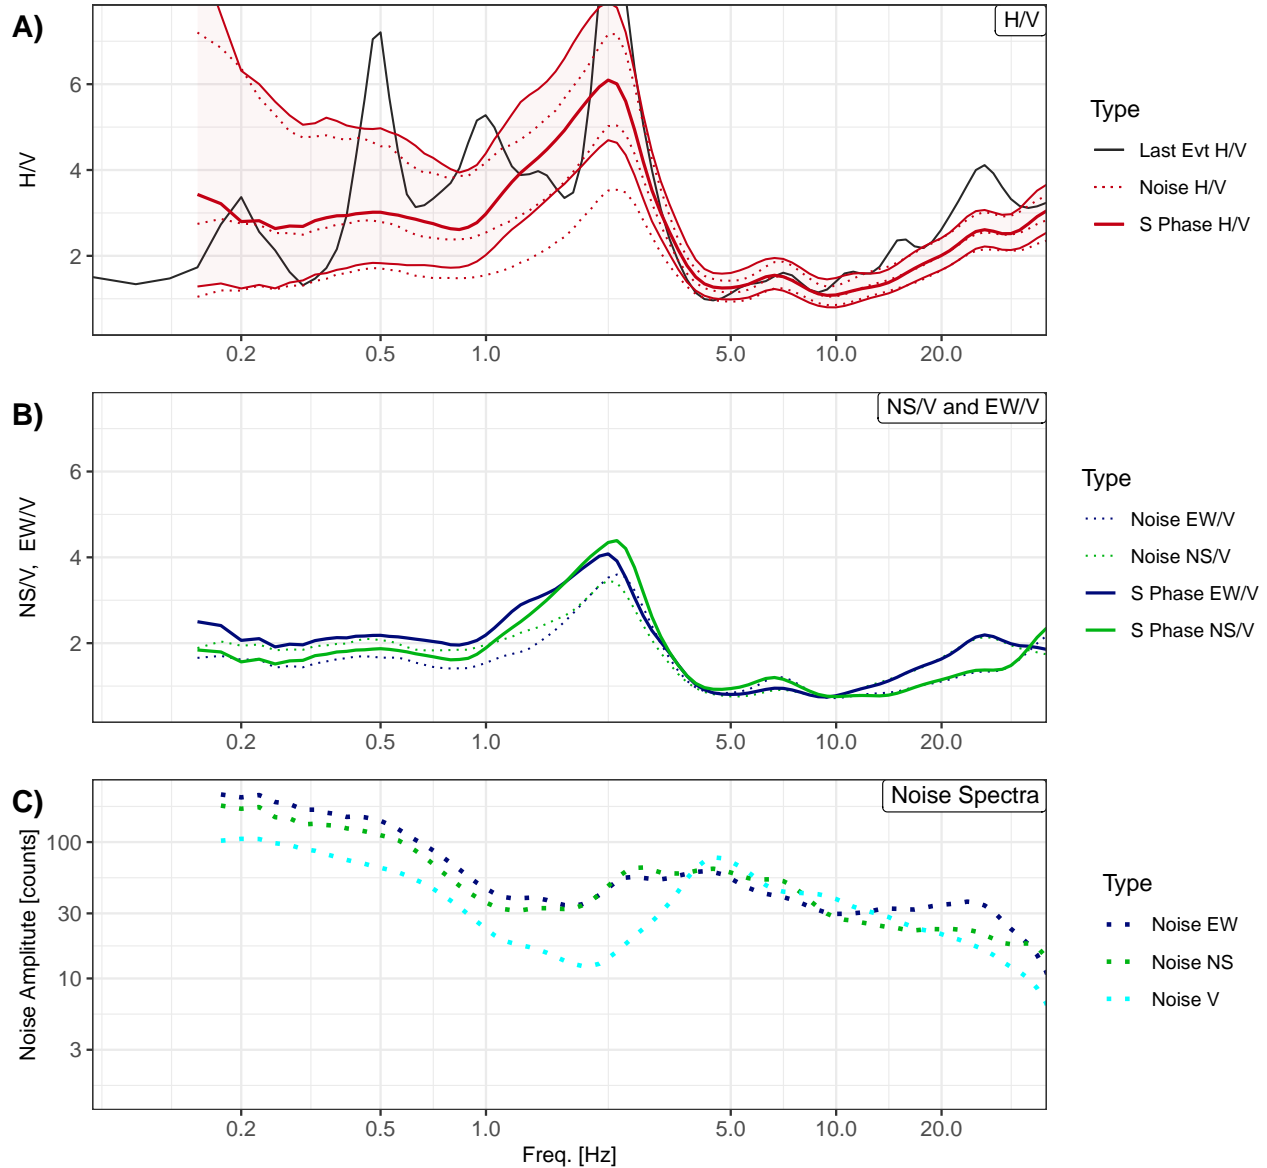 A)
H/V
6
4
2
H/V
0.2 0.5 1.0 5.0 10.0 20.0
Type
Last Evt H/V
Noise H/V
S Phase H/V
B)
NS/V and EW/V
6
4
2
NS/V,  EW/V
0.2 0.5 1.0 5.0 10.0 20.0
Type
Noise EW/V
Noise NS/V
S Phase EW/V
S Phase NS/V
C)
Noise Spectra
100
30
10
3
Noise Amplitute [counts]
0.2 0.5 1.0 5.0 10.0 20.0
Freq. [Hz]
Type
Noise EW
Noise NS
Noise V